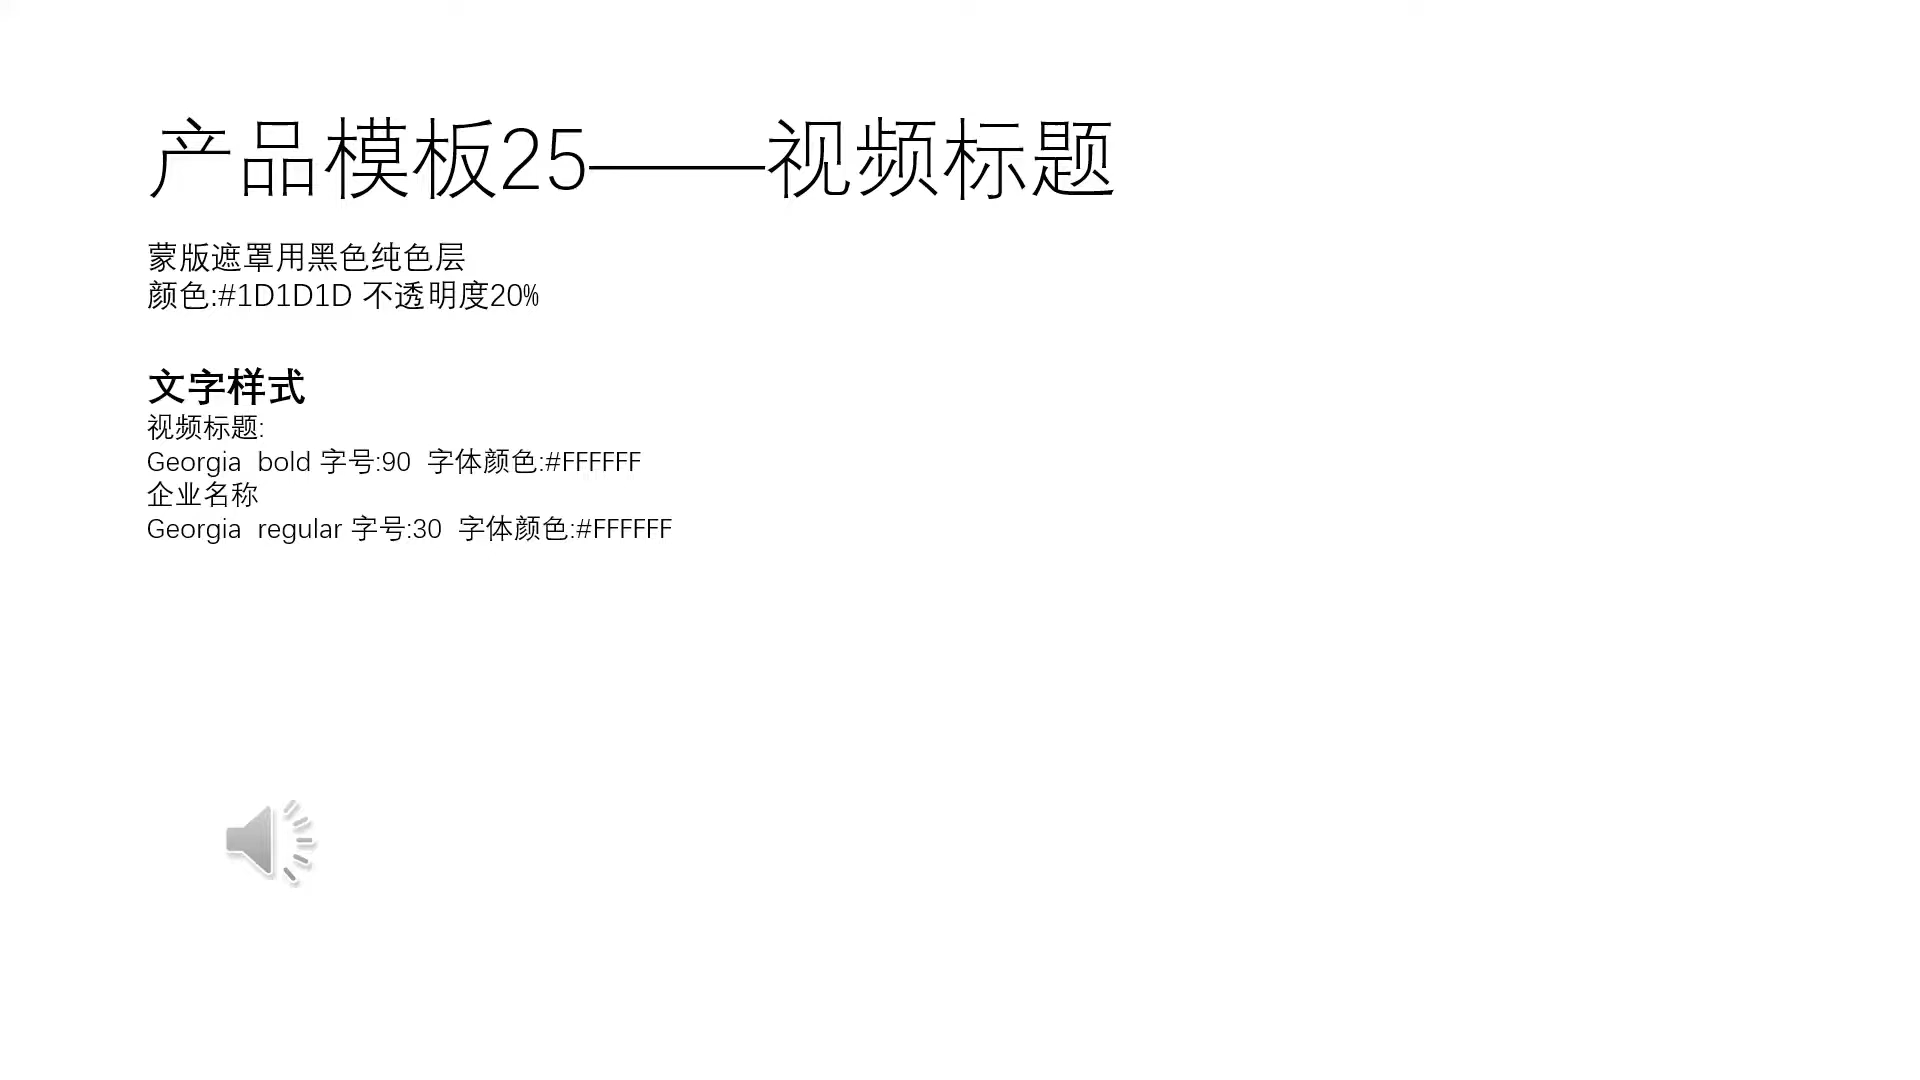 产品模板25——视频标题
蒙版遮罩用黑色纯色层
颜色:#1D1D1D 不透明度20%
文字样式
视频标题:
Georgia  bold 字号:90  字体颜色:#FFFFFF
企业名称
Georgia  regular 字号:30  字体颜色:#FFFFFF